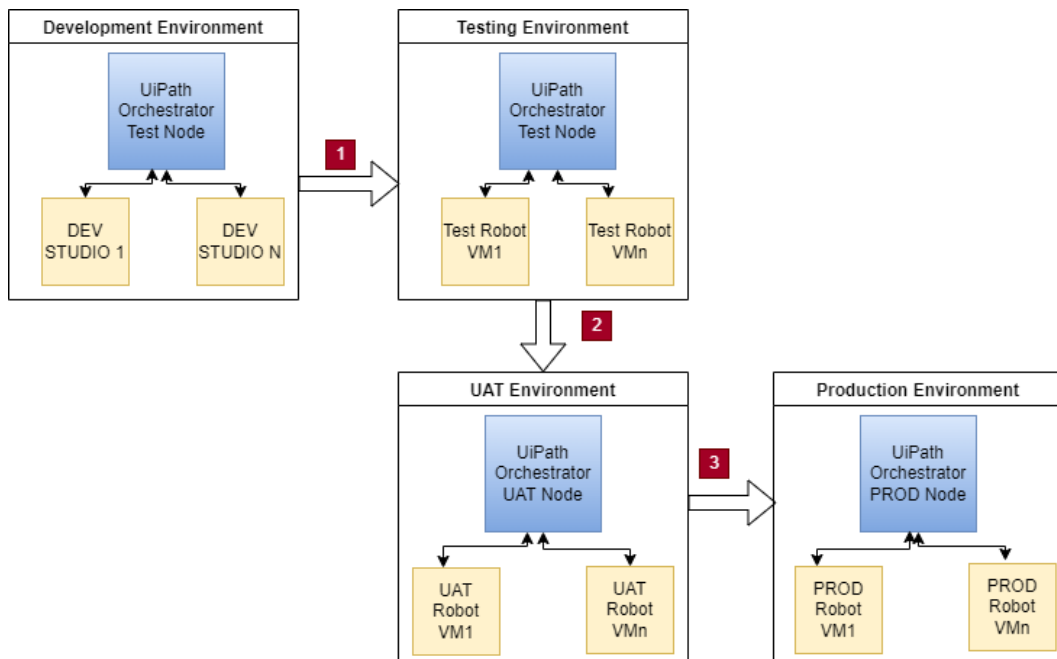 Development Environment
UiPath
Orchestrator
Test Node
DEV
STUDIO 1
DEV
STUDIO N
1
Testing Environment
UiPath
Orchestrator
Test Node
Test Robot
VM1
Test Robot
VMn
2
UAT Environment
UiPath
Orchestrator
UAT Node
UAT
Robot
VM1
UAT
Robot
VMn
3
Production Environment
UiPath
Orchestrator
PROD Node
PROD
Robot
VM1
PROD
Robot
VMn